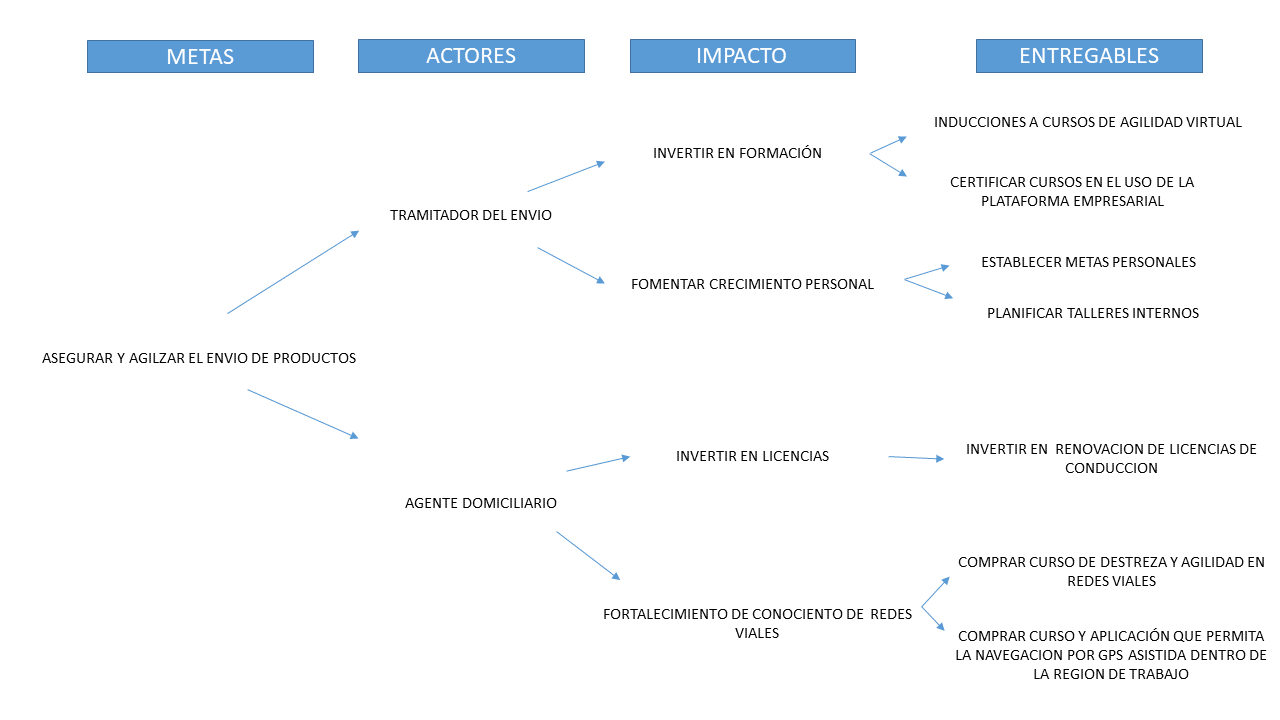 METAS
ACTORES
IMPACTO
ENTREGABLES
INDUCCIONES A CURSOS DE AGILIDAD VIRTUAL
INVERTIR EN FORMACIÓN
CERTIFICAR CURSOS EN EL USO DE LA
PLATAFORMA EMPRESARIAL
TRAMITADOR DEL ENVIO
ESTABLECER METAS PERSONALES
FOMENTAR CRECIMIENTO PERSONAL
PLANIFICAR TALLERES INTERNOS
ASEGURAR Y AGILZAR EL ENVIO DE PRODUCTOS
INVERTIR EN LICENCIAS
INVERTIR EN RENOVACION DE LICENCIAS DE
CONDUCCION
AGENTE DOMICILIARIO
COMPRAR CURSO DE DESTREZA Y AGILIDAD EN
REDES VIALES
FORTALECIMIENTO DE CONOCIENTO DE REDES
VIALES
COMPRAR CURSO Y APLICACIÓN QUE PERMITA
LA NAVEGACION POR GPS ASISTIDA DENTRO DE
LA REGION DE TRABAJO